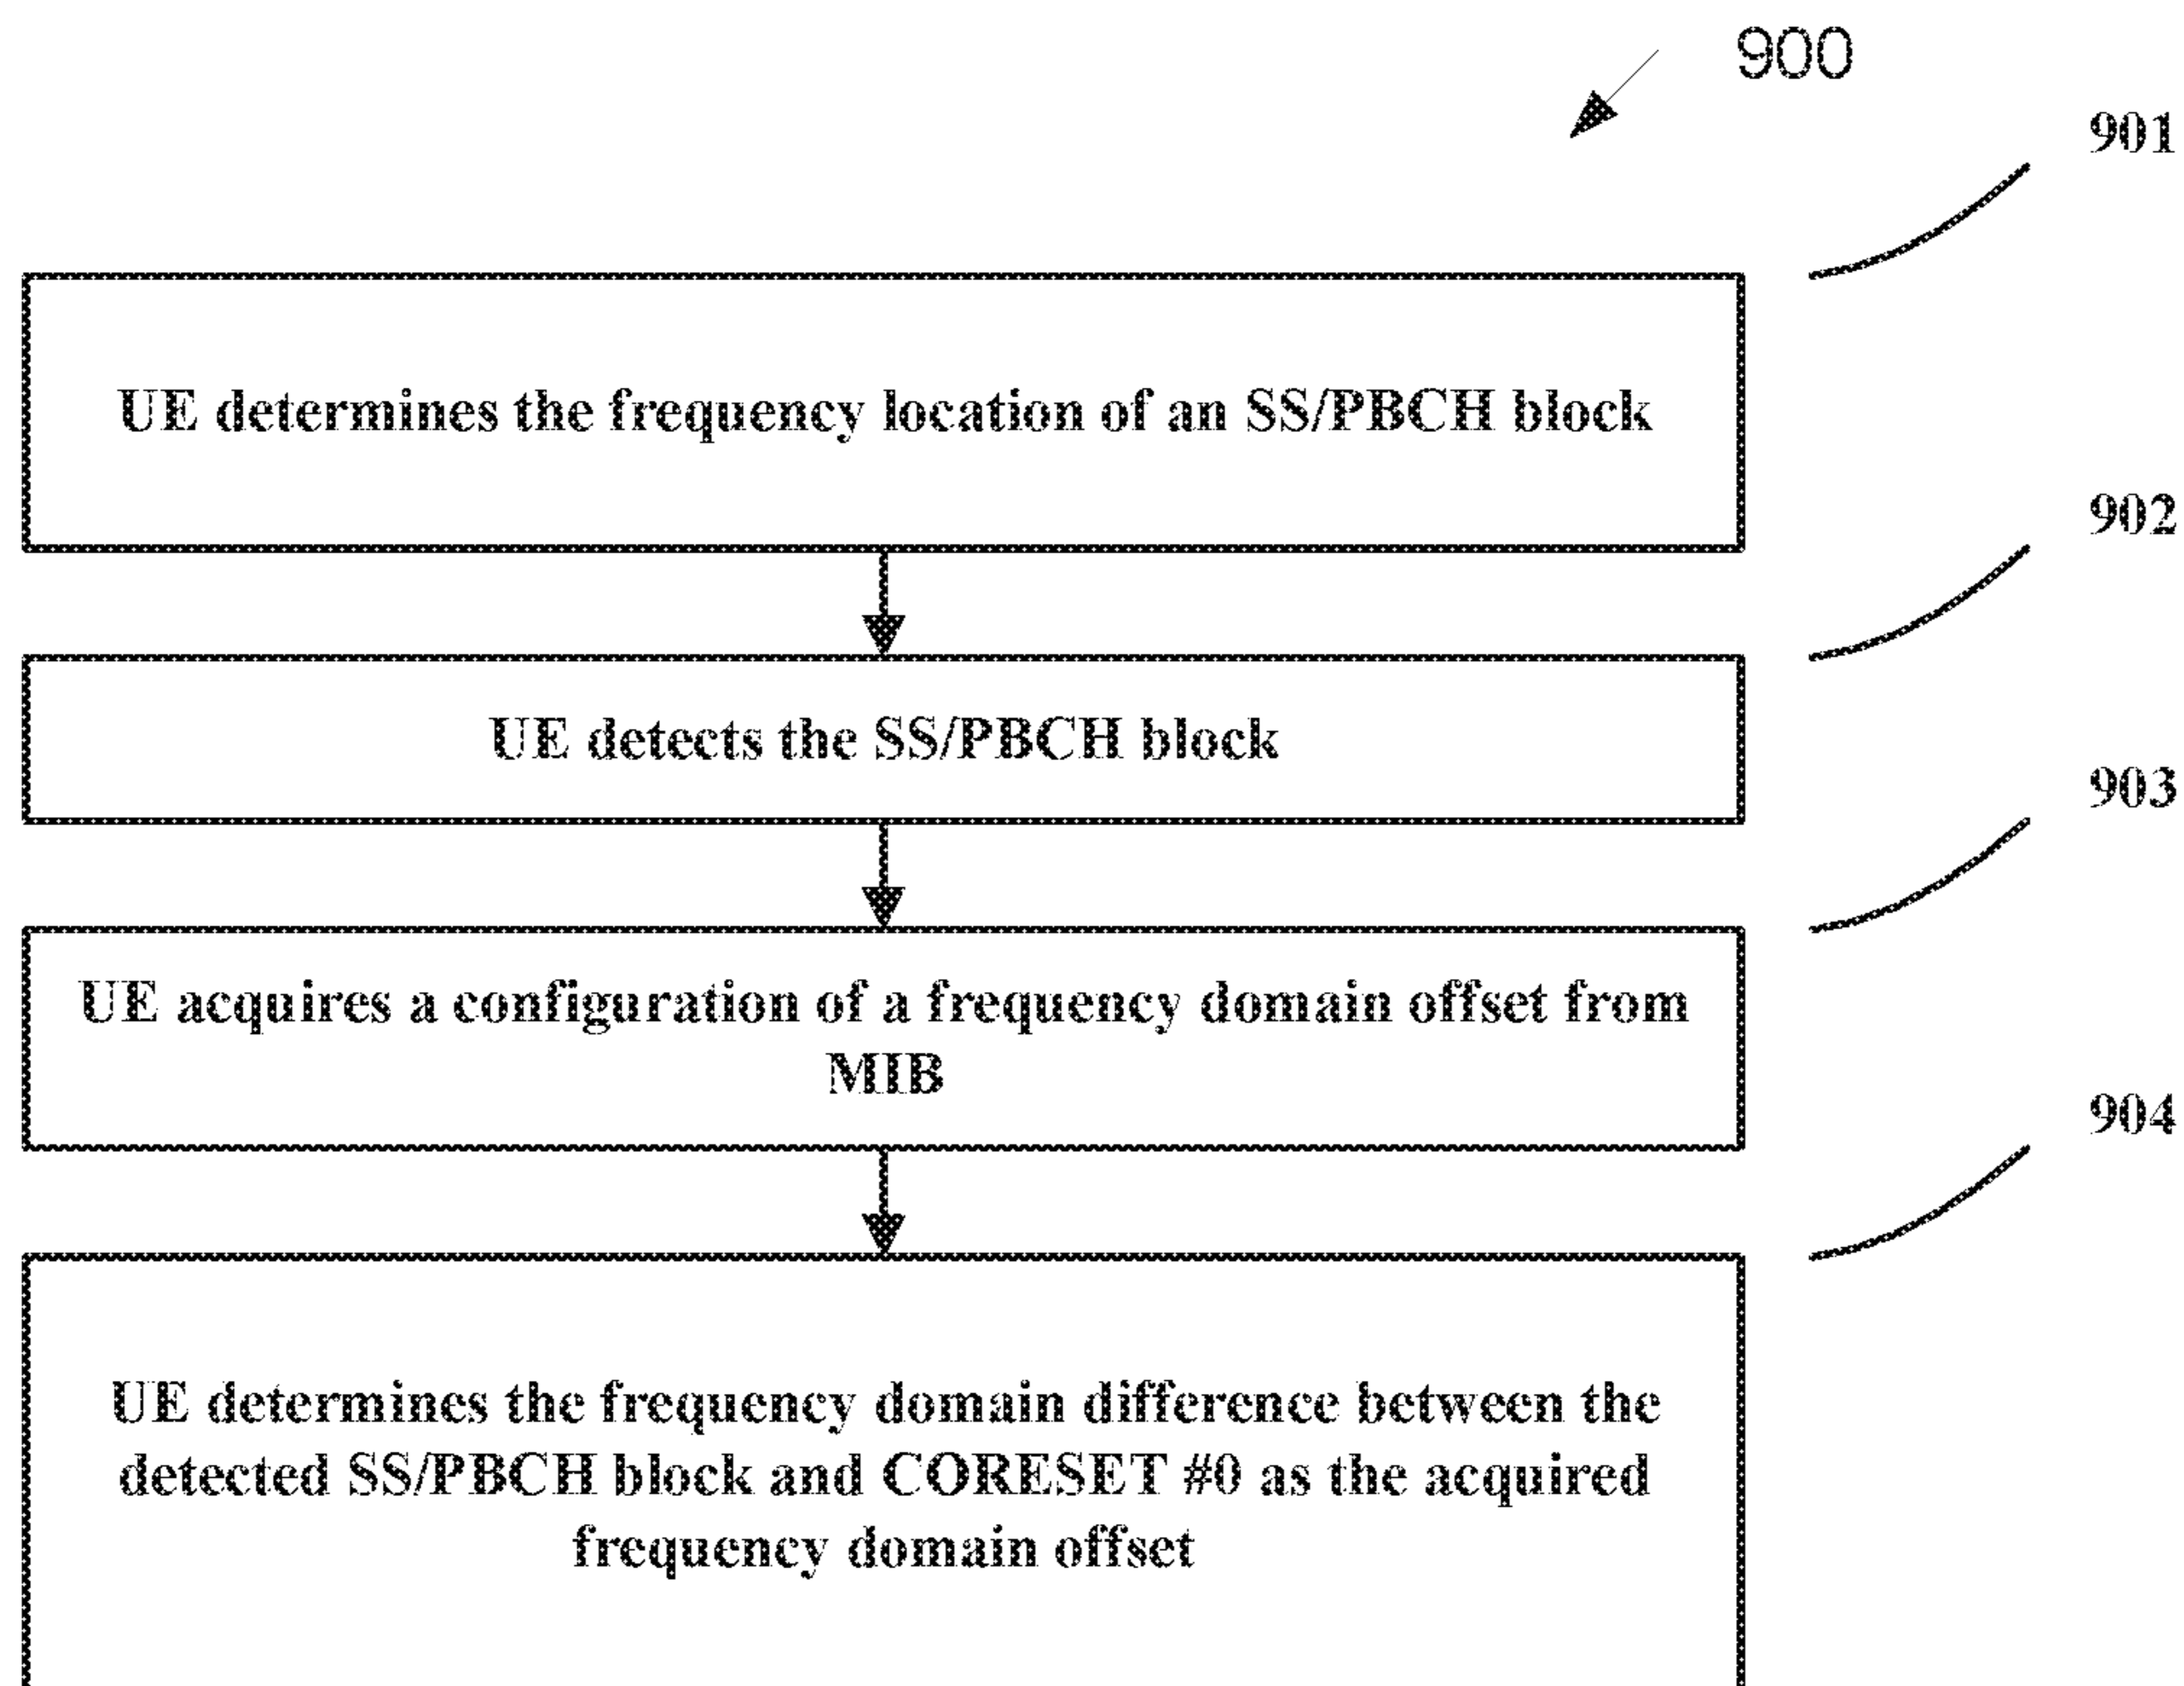 900
901
UE determines the frequency location of an SS/PBCH block
902
UE detects the SS/PBCH block
903
UE acquires a configuration of a frequency domain offset from
MIB
904
UE determines the frequency domain difference between the
detected SS/PBCH block and CORESET #0 as the acquired
frequency domain offset